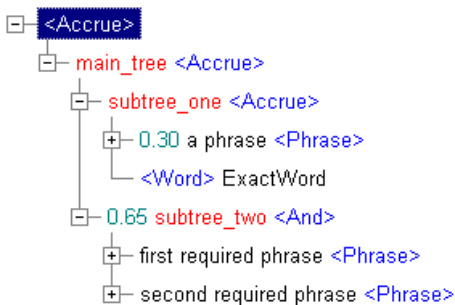 <Accrue>
main_tree <Accrue>
subtree_one <Accrue>
0.30 a phrase <Phrase>
<Word> ExactWord
0.65 subtree_two <And>
first required phrase <Phrase>
second required phrase <Phrase>